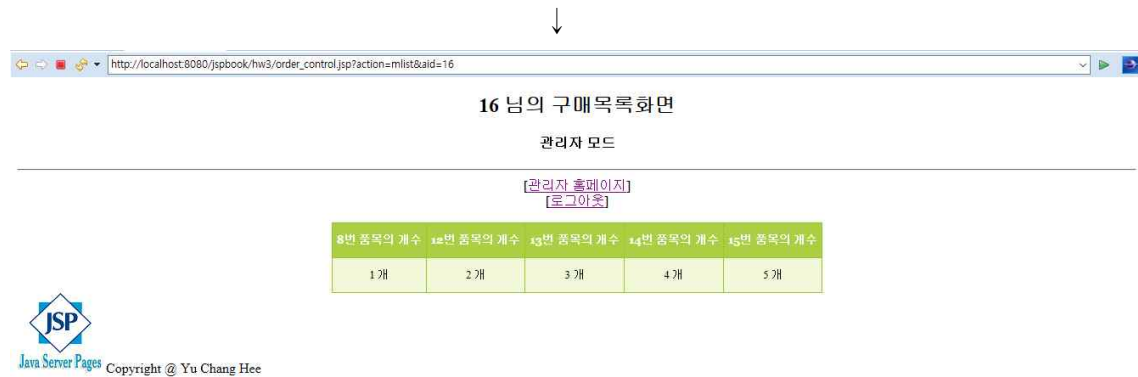 ↓
http://localhost:8080/jspbook/hw3/order_control.jsp?action=mlist&aid=16
16 님의 구매목록화면
관리자 모드
[관리자 홈페이지]
[로그아웃]
8번 품목의 개수 12번 품목의 개수 13번 품목의 개수 14번 품목의 개수 15번 품목의 개수
1 개 2 개 3 개 4 개 5 개
JSP
Java Server Pages Copyright @ Yu Chang Hee